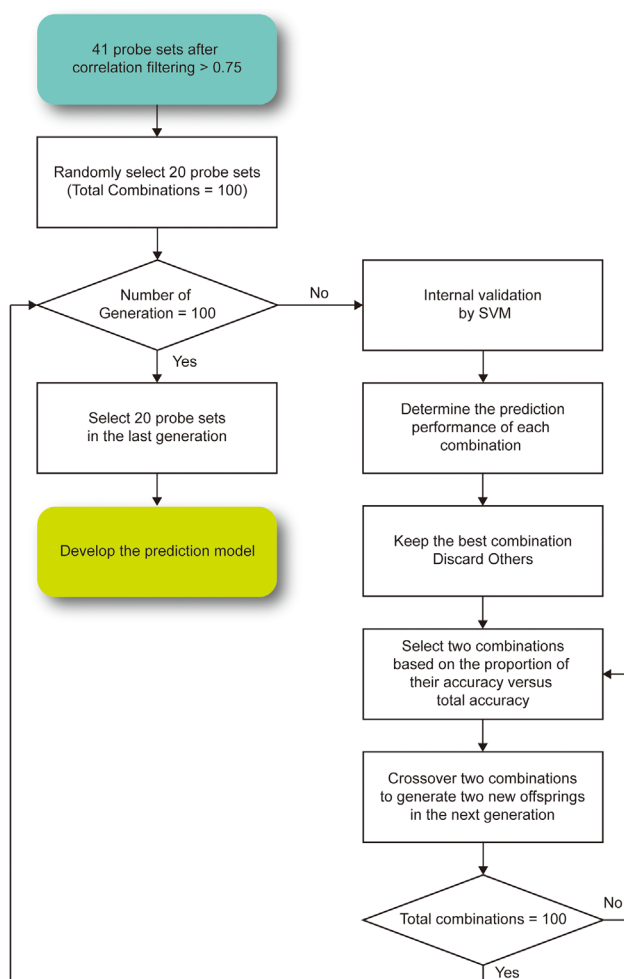 41 probe sets after
correlation filtering > 0.75
Randomly select 20 probe sets
(Total Combinations = 100)
Number of
Generation = 100
No
Yes
Select 20 probe sets
in the last generation
Develop the prediction model
Internal validation
by SVM
Determine the prediction
performance of each
combination
Keep the best combination
Discard Others
Select two combinations
based on the proportion of
their accuracy versus
total accuracy
Crossover two combinations
to generate two new offsprings
in the next generation
Total combinations = 100
No
Yes